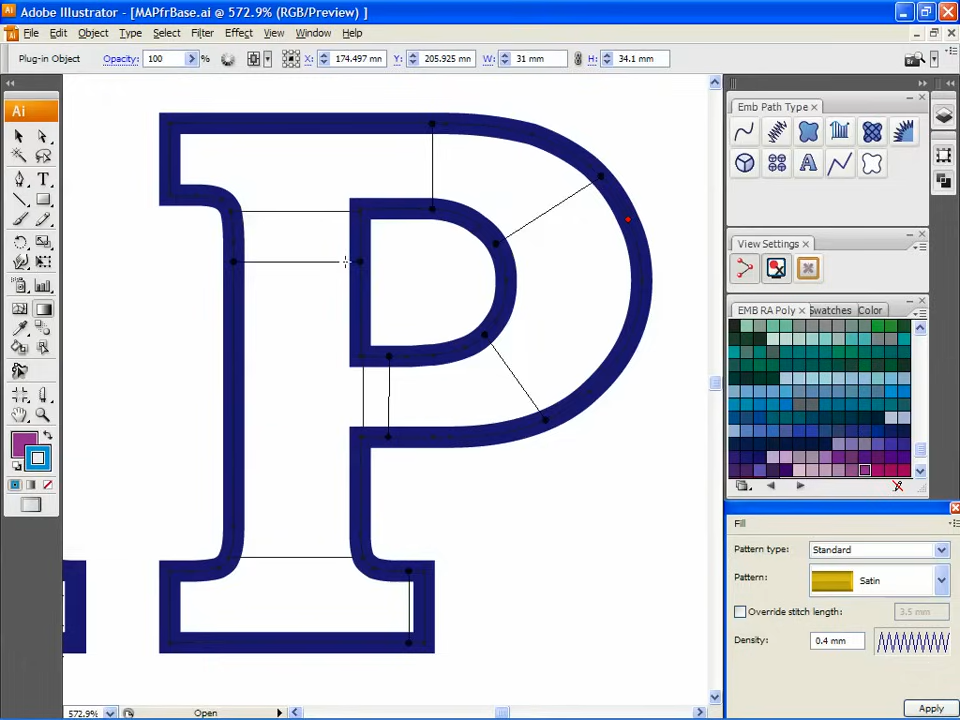 Adobe Illustrator - [MAPfrBase.ai @ 572.9% (RGB/Preview) ]
File Edit Object Type Select Filter Effect View Window Help
Plug-in Object Opacity: 100 % X: 174.497 mn Y: 205.925 mn W: 31 mm H: 34.1 mm
Ai
Emb Path Type ×
View Settings ×
EMB RA Poly × Swatches Color
Fill
Pattern type: Standard
Pattern: Satin
Override stitch length: 3.5 mm
Density: 0.4 mm
Apply
P
572.9% Open